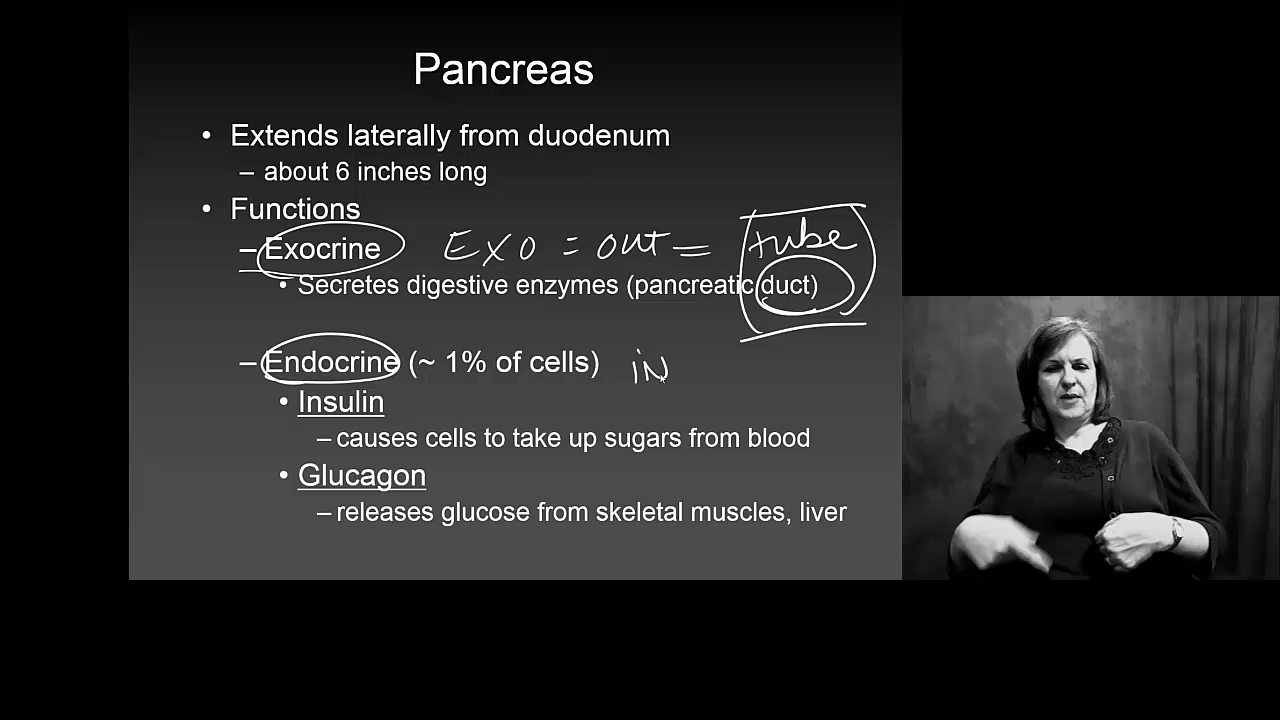 Pancreas
• Extends laterally from duodenum
– about 6 inches long
• Functions
– Exocrine EXO = out = tube
• Secretes digestive enzymes (pancreatic duct)
– Endocrine (~ 1% of cells) iN
• Insulin
– causes cells to take up sugars from blood
• Glucagon
– releases glucose from skeletal muscles, liver